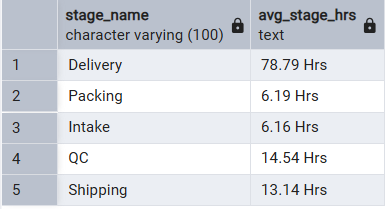 stage_name avg_stage_hrs
character varying (100) text
1 Delivery 78.79 Hrs
2 Packing 6.19 Hrs
3 Intake 6.16 Hrs
4 QC 14.54 Hrs
5 Shipping 13.14 Hrs